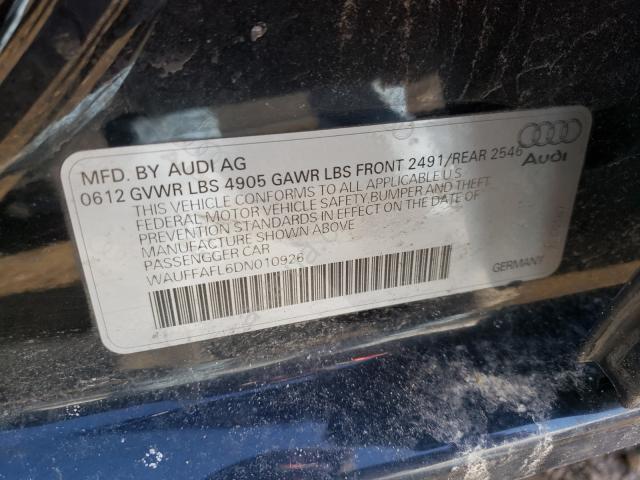 MFD. BY AUDI AG
0612 GVWR LBS 4905 GAWR LBS FRONT 2491/REAR 2546
THIS VEHICLE CONFORMS TO ALL APPLICABLE U.S
FEDERAL MOTOR VEHICLE SAFETY BUMPER AND THEFT
PREVENTION STANDARDS IN EFFECT ON THE DATE OF
MANUFACTURE SHOWN ABOVE
PASSENGGER CAR
WAUFFAFL6DN010926
Audi
GERMANY